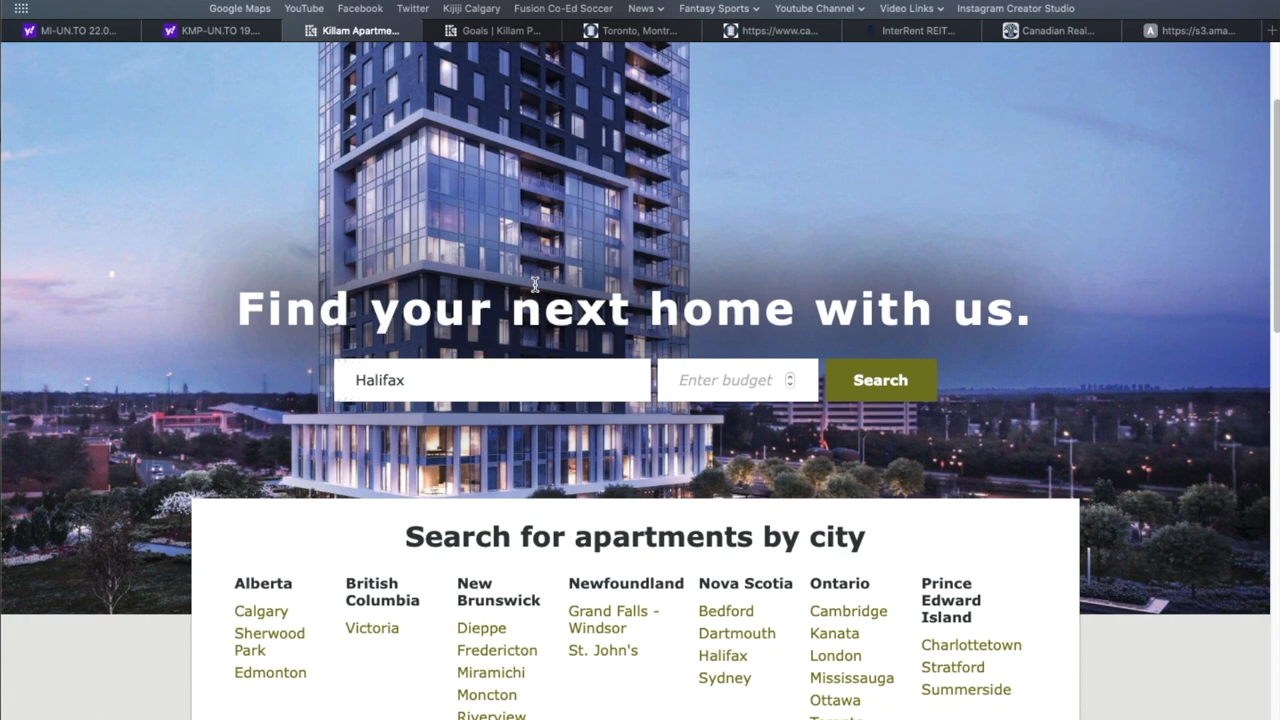 Google Maps YouTube Facebook Twitter Kijiji Calgary Fusion Co-Ed Soccer News Fantasy Sports Youtube Channel Video Links Instagram Creator Studio
MI-UN.TO 22.0... KMP-UN.TO 19.... Killam Apartme... Goals | Killam P... Toronto, Montr... https://www.ca... InterRent REIT... Canadian Real... A https://s3.ama...
Find your next home with us.
Halifax Enter budget Search
Search for apartments by city
Alberta
Calgary
Sherwood
Park
Edmonton
British
Columbia
Victoria
New
Brunswick
Dieppe
Fredericton
Miramichi
Moncton
Riverview
Newfoundland
Grand Falls -
Windsor
St. John's
Nova Scotia
Bedford
Dartmouth
Halifax
Sydney
Ontario
Cambridge
Kanata
London
Mississauga
Ottawa
Toronto
Prince
Edward
Island
Charlottetown
Stratford
Summerside